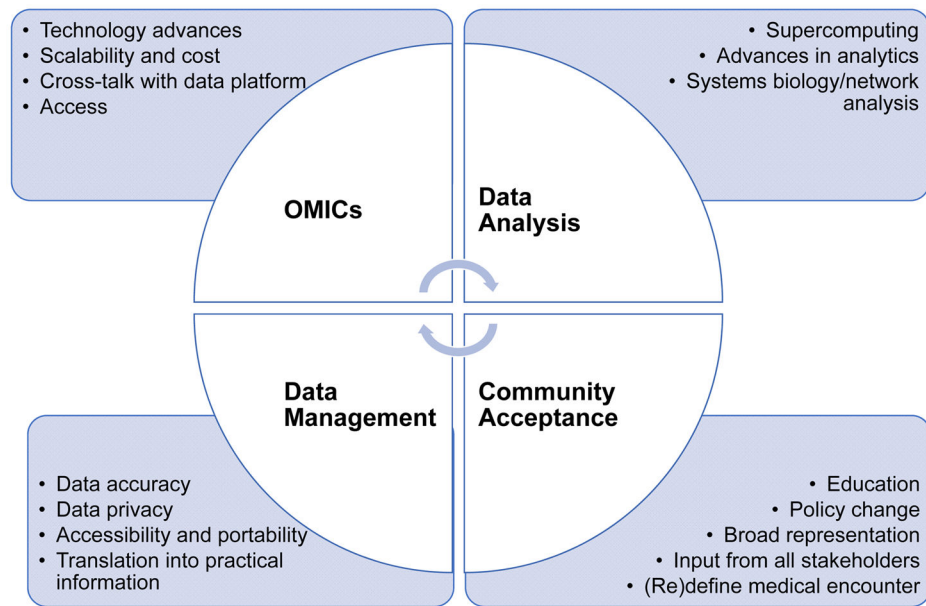 • Technology advances
• Scalability and cost
• Cross-talk with data platform
• Access
• Supercomputing
• Advances in analytics
• Systems biology/network
analysis
OMICs
Data
Analysis
Data
Management
Community
Acceptance
• Data accuracy
• Data privacy
• Accessibility and portability
• Translation into practical
information
• Education
• Policy change
• Broad representation
• Input from all stakeholders
• (Re)define medical encounter